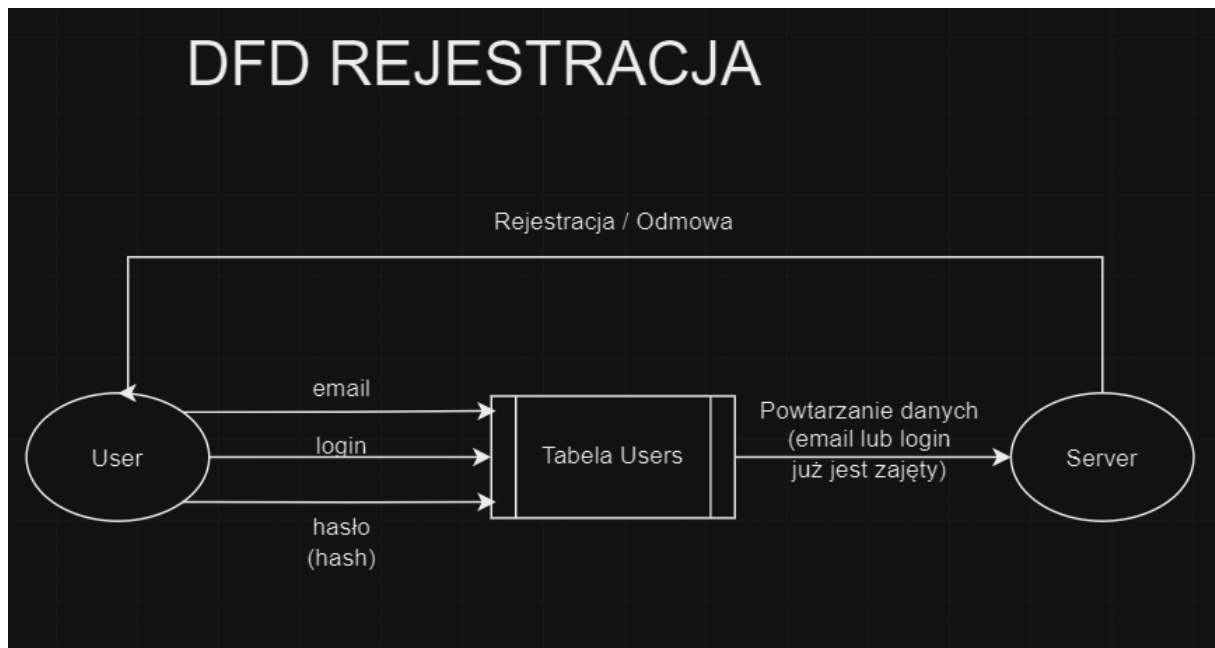 DFD REJESTRACJA
Rejestracja / Odmowa
email
login
hasło
(hash)
User
Tabela Users
Powtarzanie danych
(email lub login
już jest zajęty)
Server